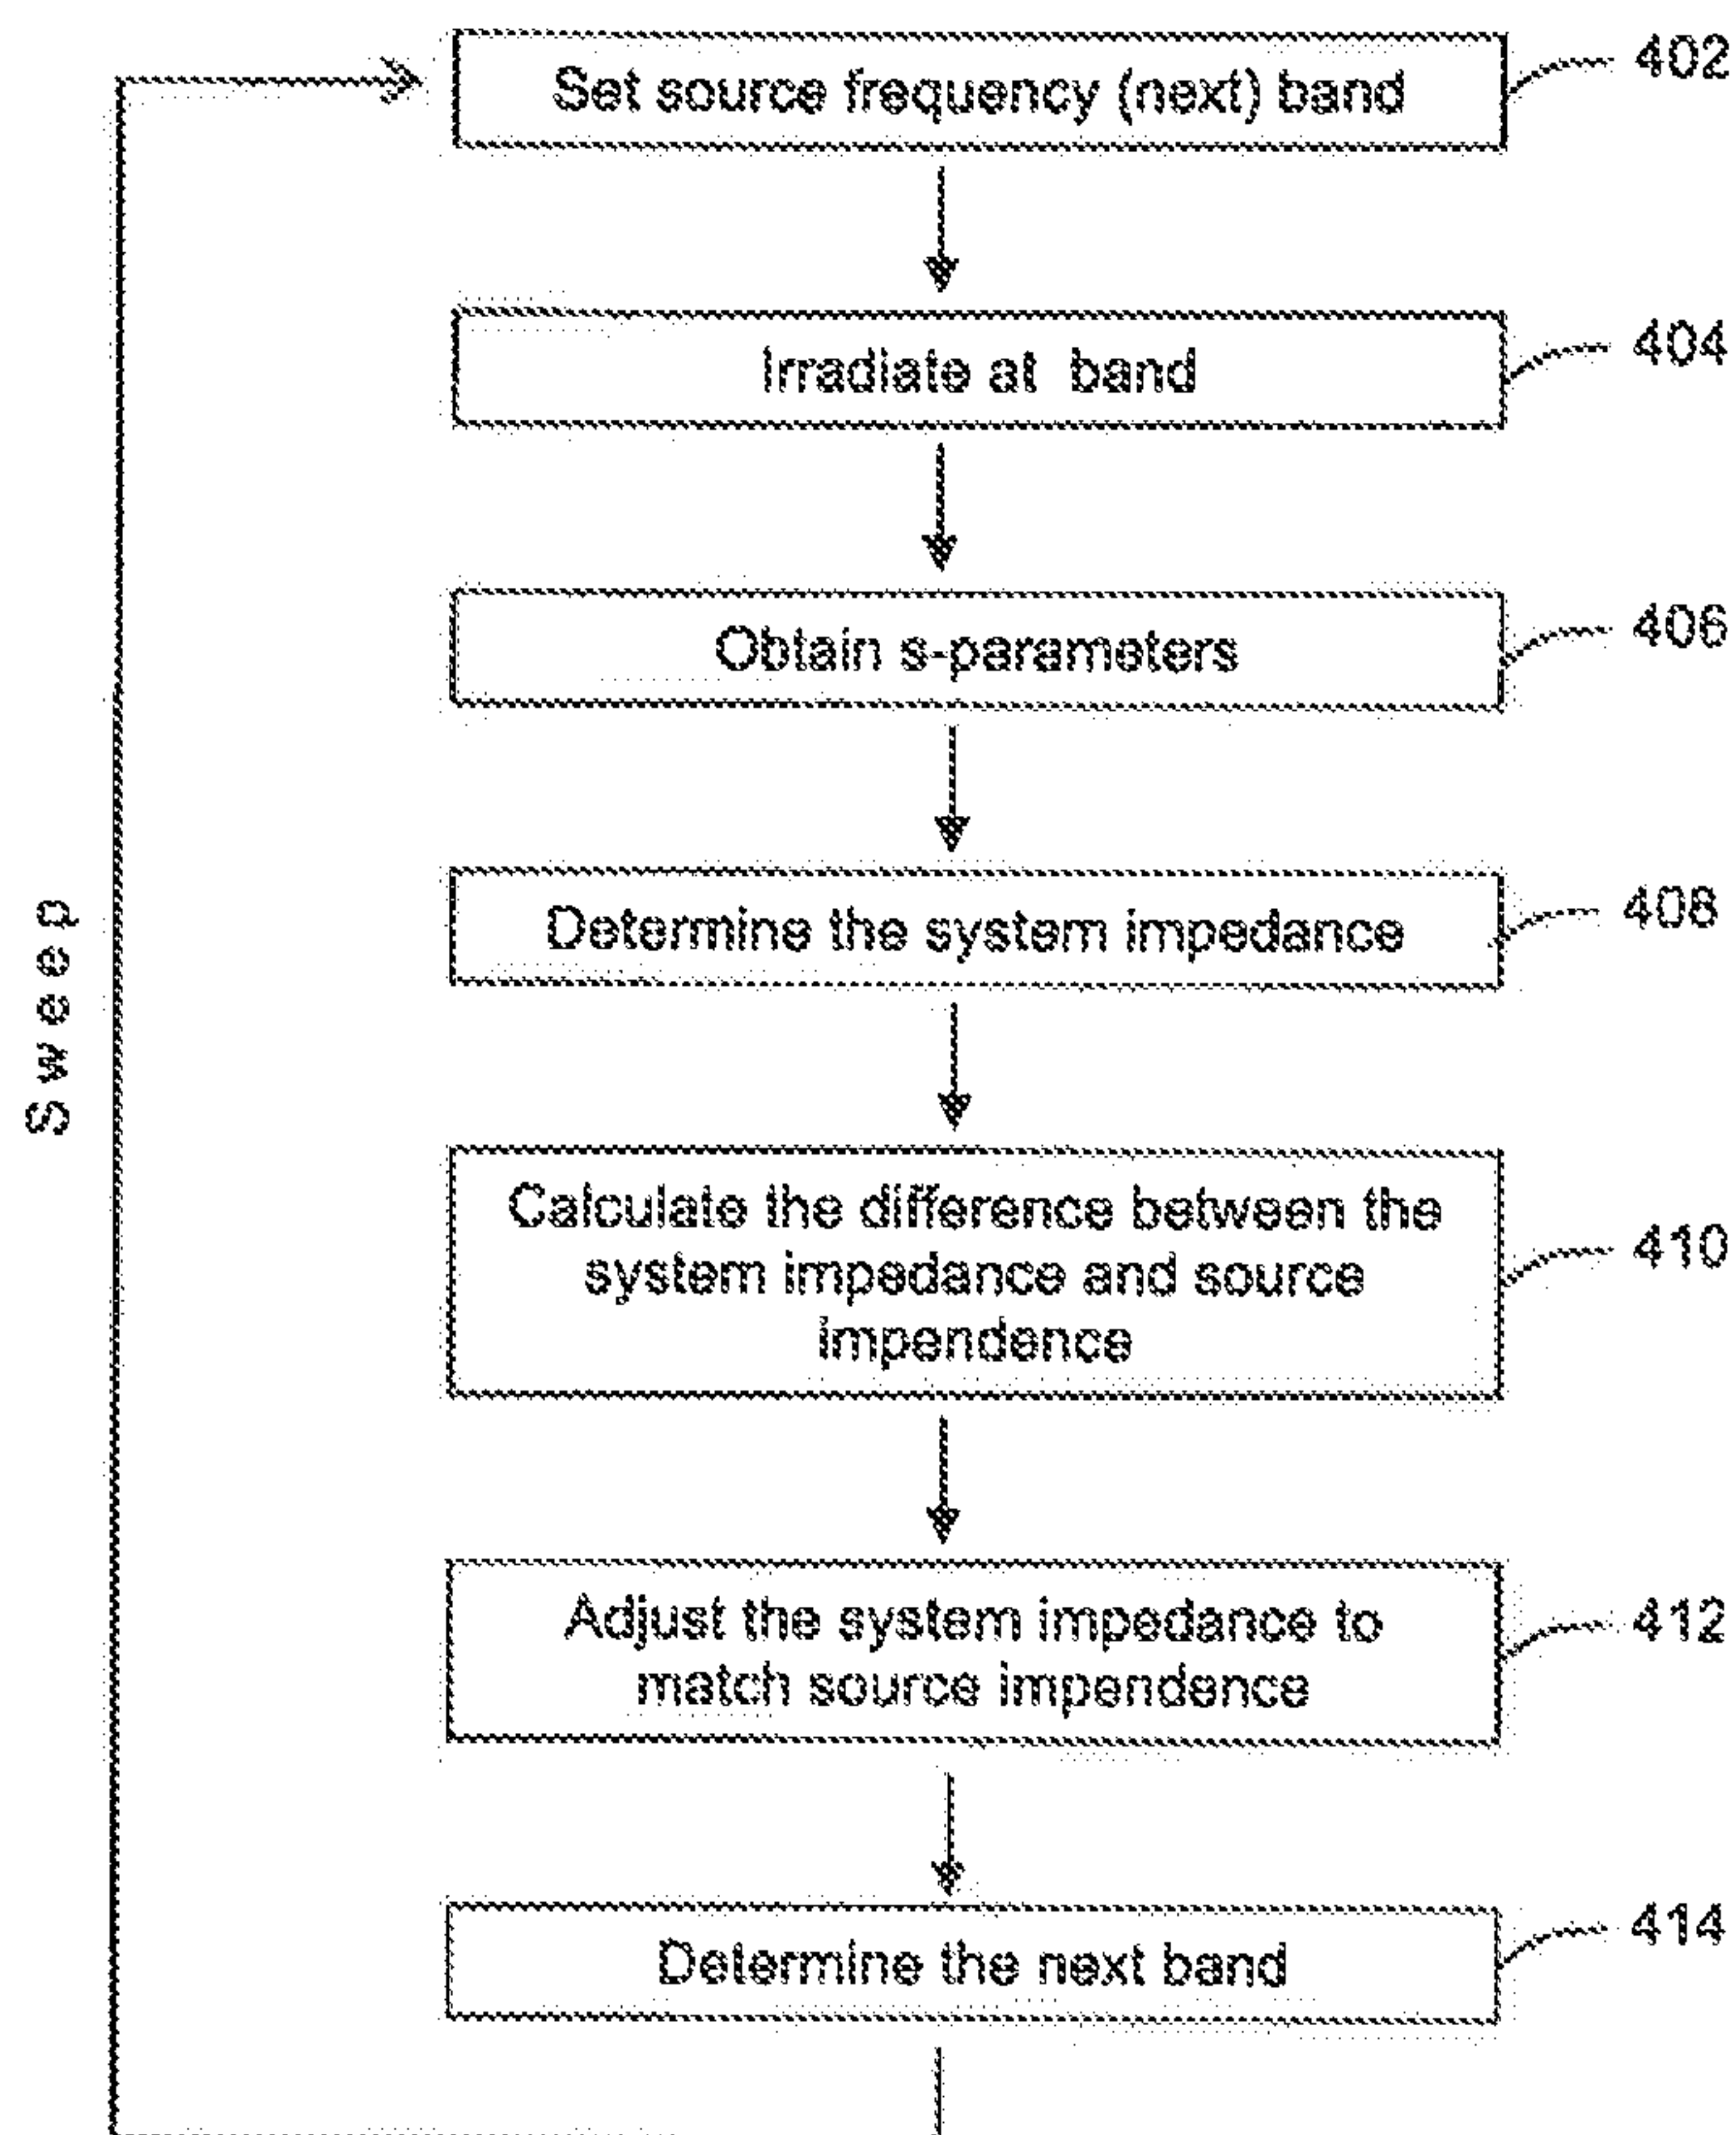 Set source frequency (next) band
402
Irradiate at band
404
Obtain s-parameters
406
Determine the system impedance
408
Sweep
Calculate the difference between the
system impedance and source
impendence
410
Adjust the system impedance to
match source impendence
412
Determine the next band
414